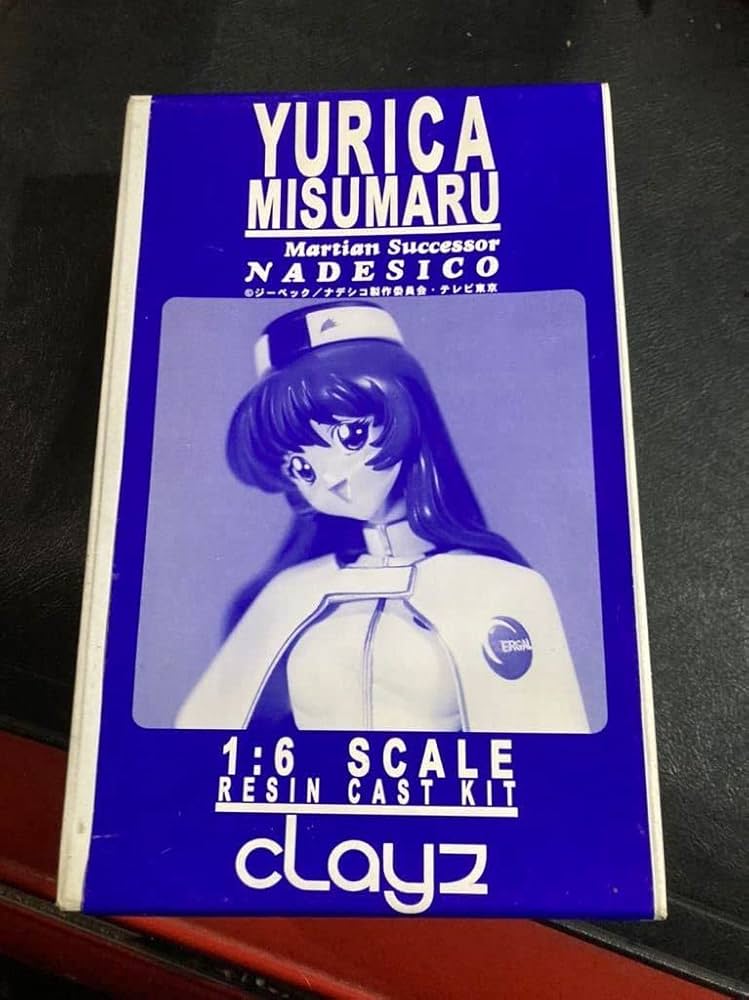 YURICA
MISUMARU
Martian Successor
NADESICO
©ジーベック/ナデシコ製作委員会・テレビ東京
ERGA
1:6 SCALE
RESIN CAST KIT
cLayz